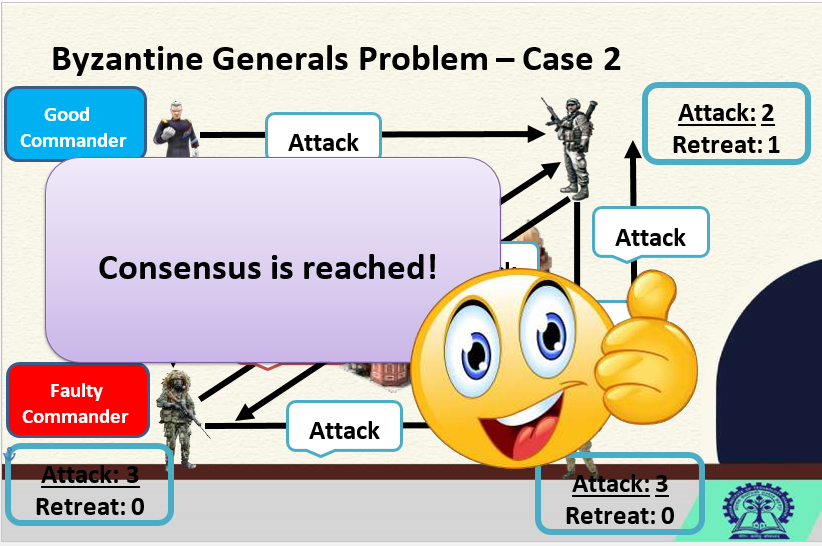 Byzantine Generals Problem – Case 2
Good
Commander
Attack
Attack: 2
Retreat: 1
Attack
Consensus is reached!
Faulty
Commander
Attack
Attack: 3
Retreat: 0
Attack: 3
Retreat: 0